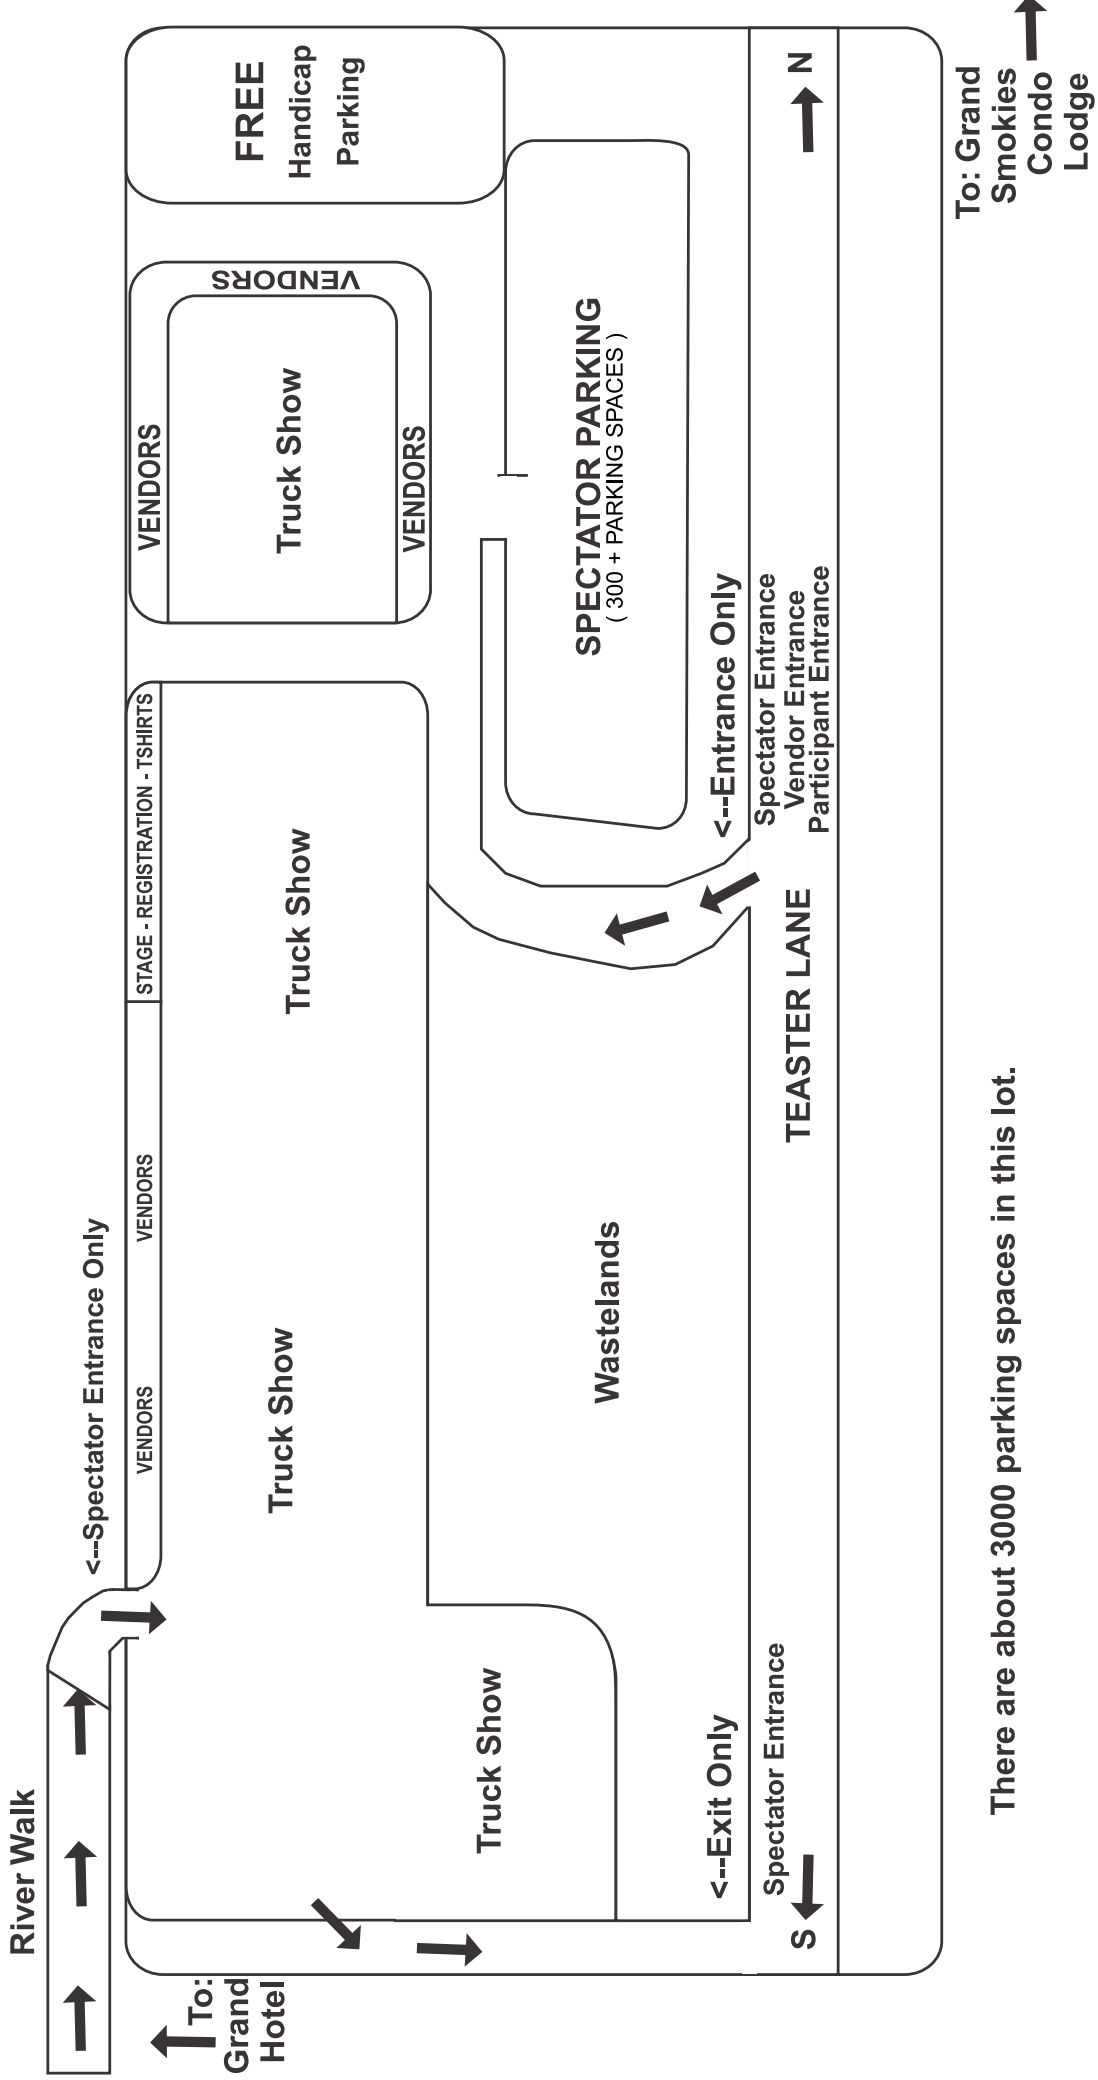 River Walk
<--Spectator Entrance Only
To:
Grand
Hotel
VENDORS
VENDORS
STAGE - REGISTRATION - TSHIRTS
VENDORS
VENDORS
VENDORS
FREE
Handicap
Parking
Truck Show
Truck Show
Truck Show
Truck Show
Wastelands
SPECTATOR PARKING
( 300 + PARKING SPACES )
<--Exit Only
<--Entrance Only
Spectator Entrance
Spectator Entrance
Vendor Entrance
Participant Entrance
S
TEASTER LANE
N
To: Grand
Smokies
Condo
Lodge
There are about 3000 parking spaces in this lot.